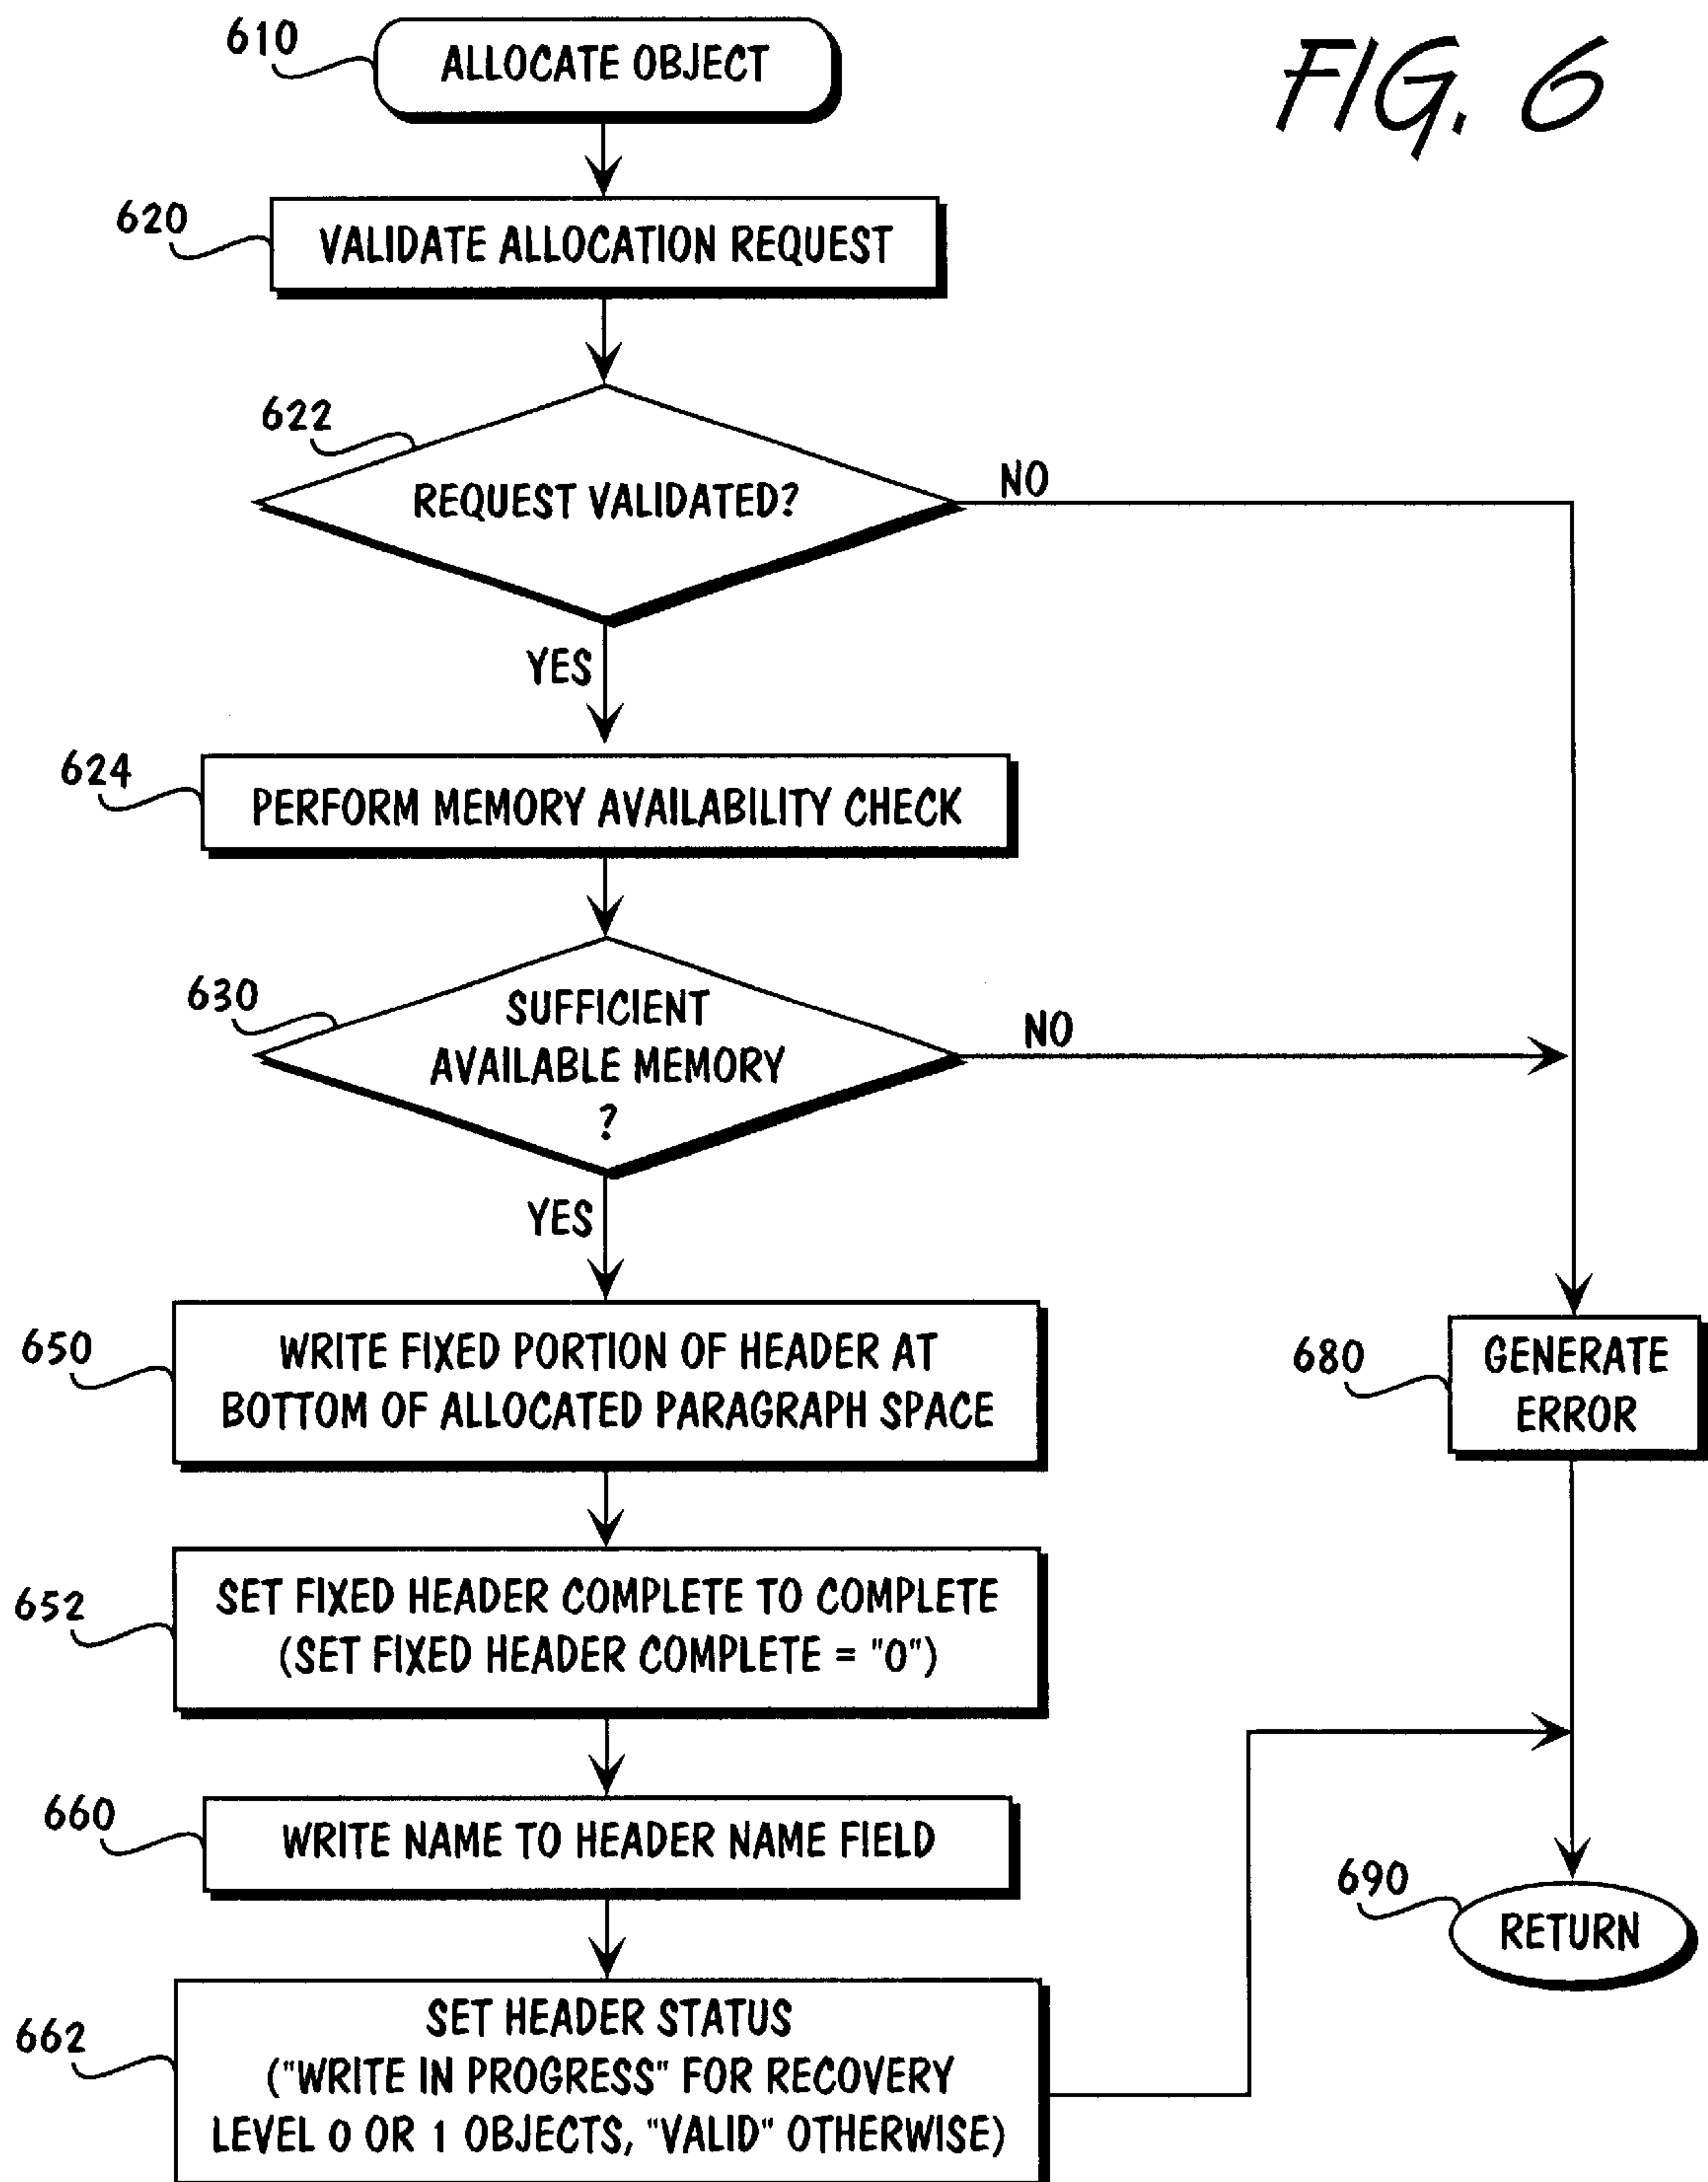 FIG. 6
610
ALLOCATE OBJECT
620
VALIDATE ALLOCATION REQUEST
622
REQUEST VALIDATED?
NO
YES
624
PERFORM MEMORY AVAILABILITY CHECK
630
SUFFICIENT
AVAILABLE MEMORY
?
NO
YES
650
WRITE FIXED PORTION OF HEADER AT
BOTTOM OF ALLOCATED PARAGRAPH SPACE
680
GENERATE
ERROR
652
SET FIXED HEADER COMPLETE TO COMPLETE
(SET FIXED HEADER COMPLETE = "0")
660
WRITE NAME TO HEADER NAME FIELD
690
RETURN
662
SET HEADER STATUS
("WRITE IN PROGRESS" FOR RECOVERY
LEVEL 0 OR 1 OBJECTS, "VALID" OTHERWISE)